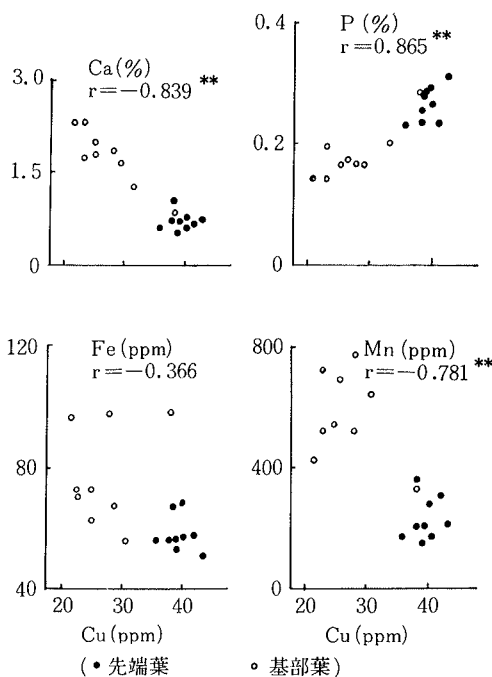 Ca(%)
r=−0.839 **
3.0
1.5
0
P (%)
r=0.865 **
0.4
0.2
0
Fe(ppm)
r=−0.366
120
80
40
20 30 40
Cu(ppm)
Mn(ppm)
r=−0.781 **
800
400
0
20 30 40
Cu(ppm)
(● 先端葉 ○ 基部葉)